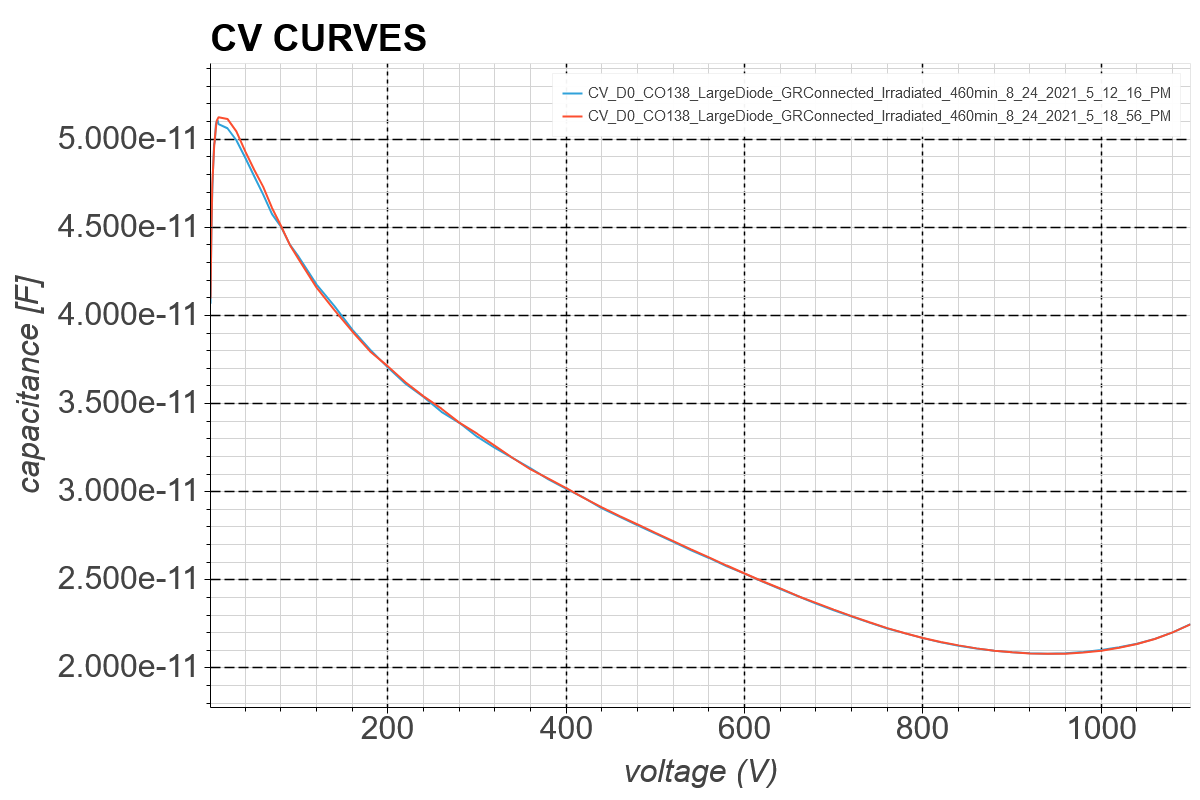 CV CURVES
CV_D0_CO138_LargeDiode_GRConnected_Irradiated_460min_8_24_2021_5_12_16_PM
CV_D0_CO138_LargeDiode_GRConnected_Irradiated_460min_8_24_2021_5_18_56_PM
capacitance [F]
5.000e-11
4.500e-11
4.000e-11
3.500e-11
3.000e-11
2.500e-11
2.000e-11
200 400 600 800 1000
voltage (V)